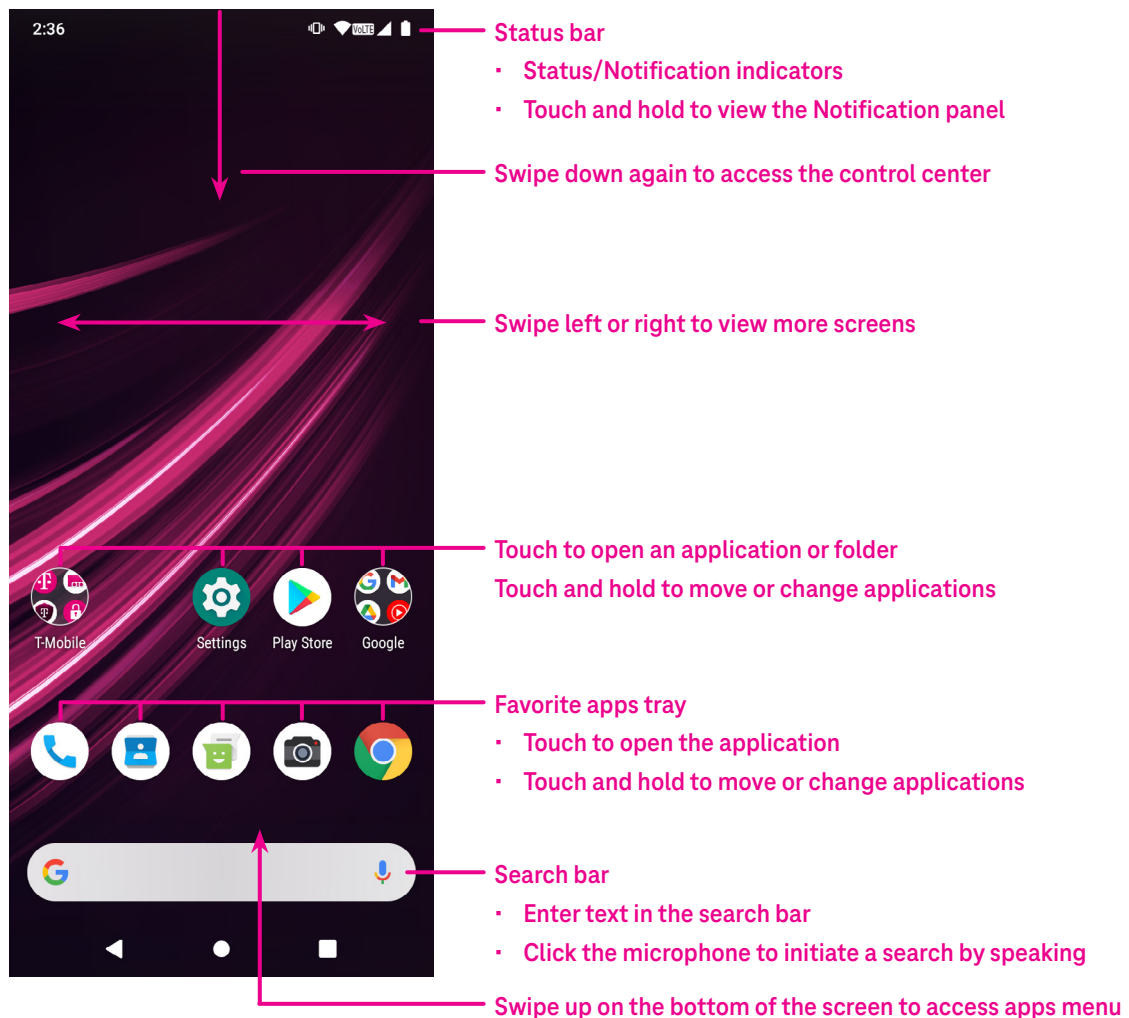 2:36
VoLTE
Status bar
· Status/Notification indicators
· Touch and hold to view the Notification panel
Swipe down again to access the control center
Swipe left or right to view more screens
Touch to open an application or folder
Touch and hold to move or change applications
T-Mobile
Settings
Play Store
Google
Favorite apps tray
· Touch to open the application
· Touch and hold to move or change applications
Search bar
· Enter text in the search bar
· Click the microphone to initiate a search by speaking
Swipe up on the bottom of the screen to access apps menu